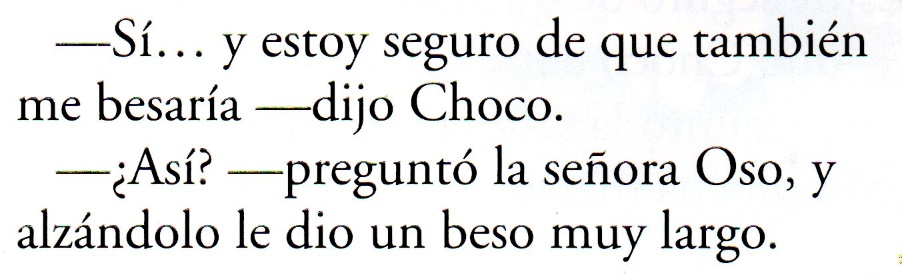 —Sí… y estoy seguro de que también
me besaría —dijo Choco.
—¿Así? —preguntó la señora Oso, y
alzándolo le dio un beso muy largo.